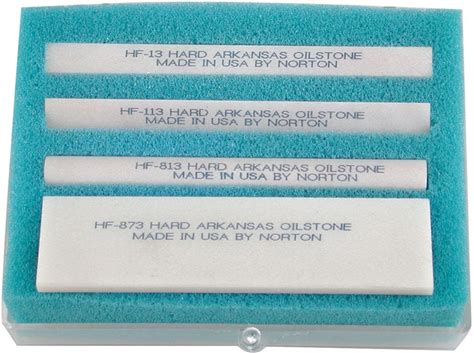 HF-13 HARD ARKANSAS OILSTONE
MADE IN USA BY NORTON
HF-113 HARD ARKANSAS OILSTONE
MADE IN USA BY NORTON
HF-813 HARD ARKANSAS OILSTONE
MADE IN USA BY NORTON
HF-873 HARD ARKANSAS OILSTONE
MADE IN USA BY NORTON